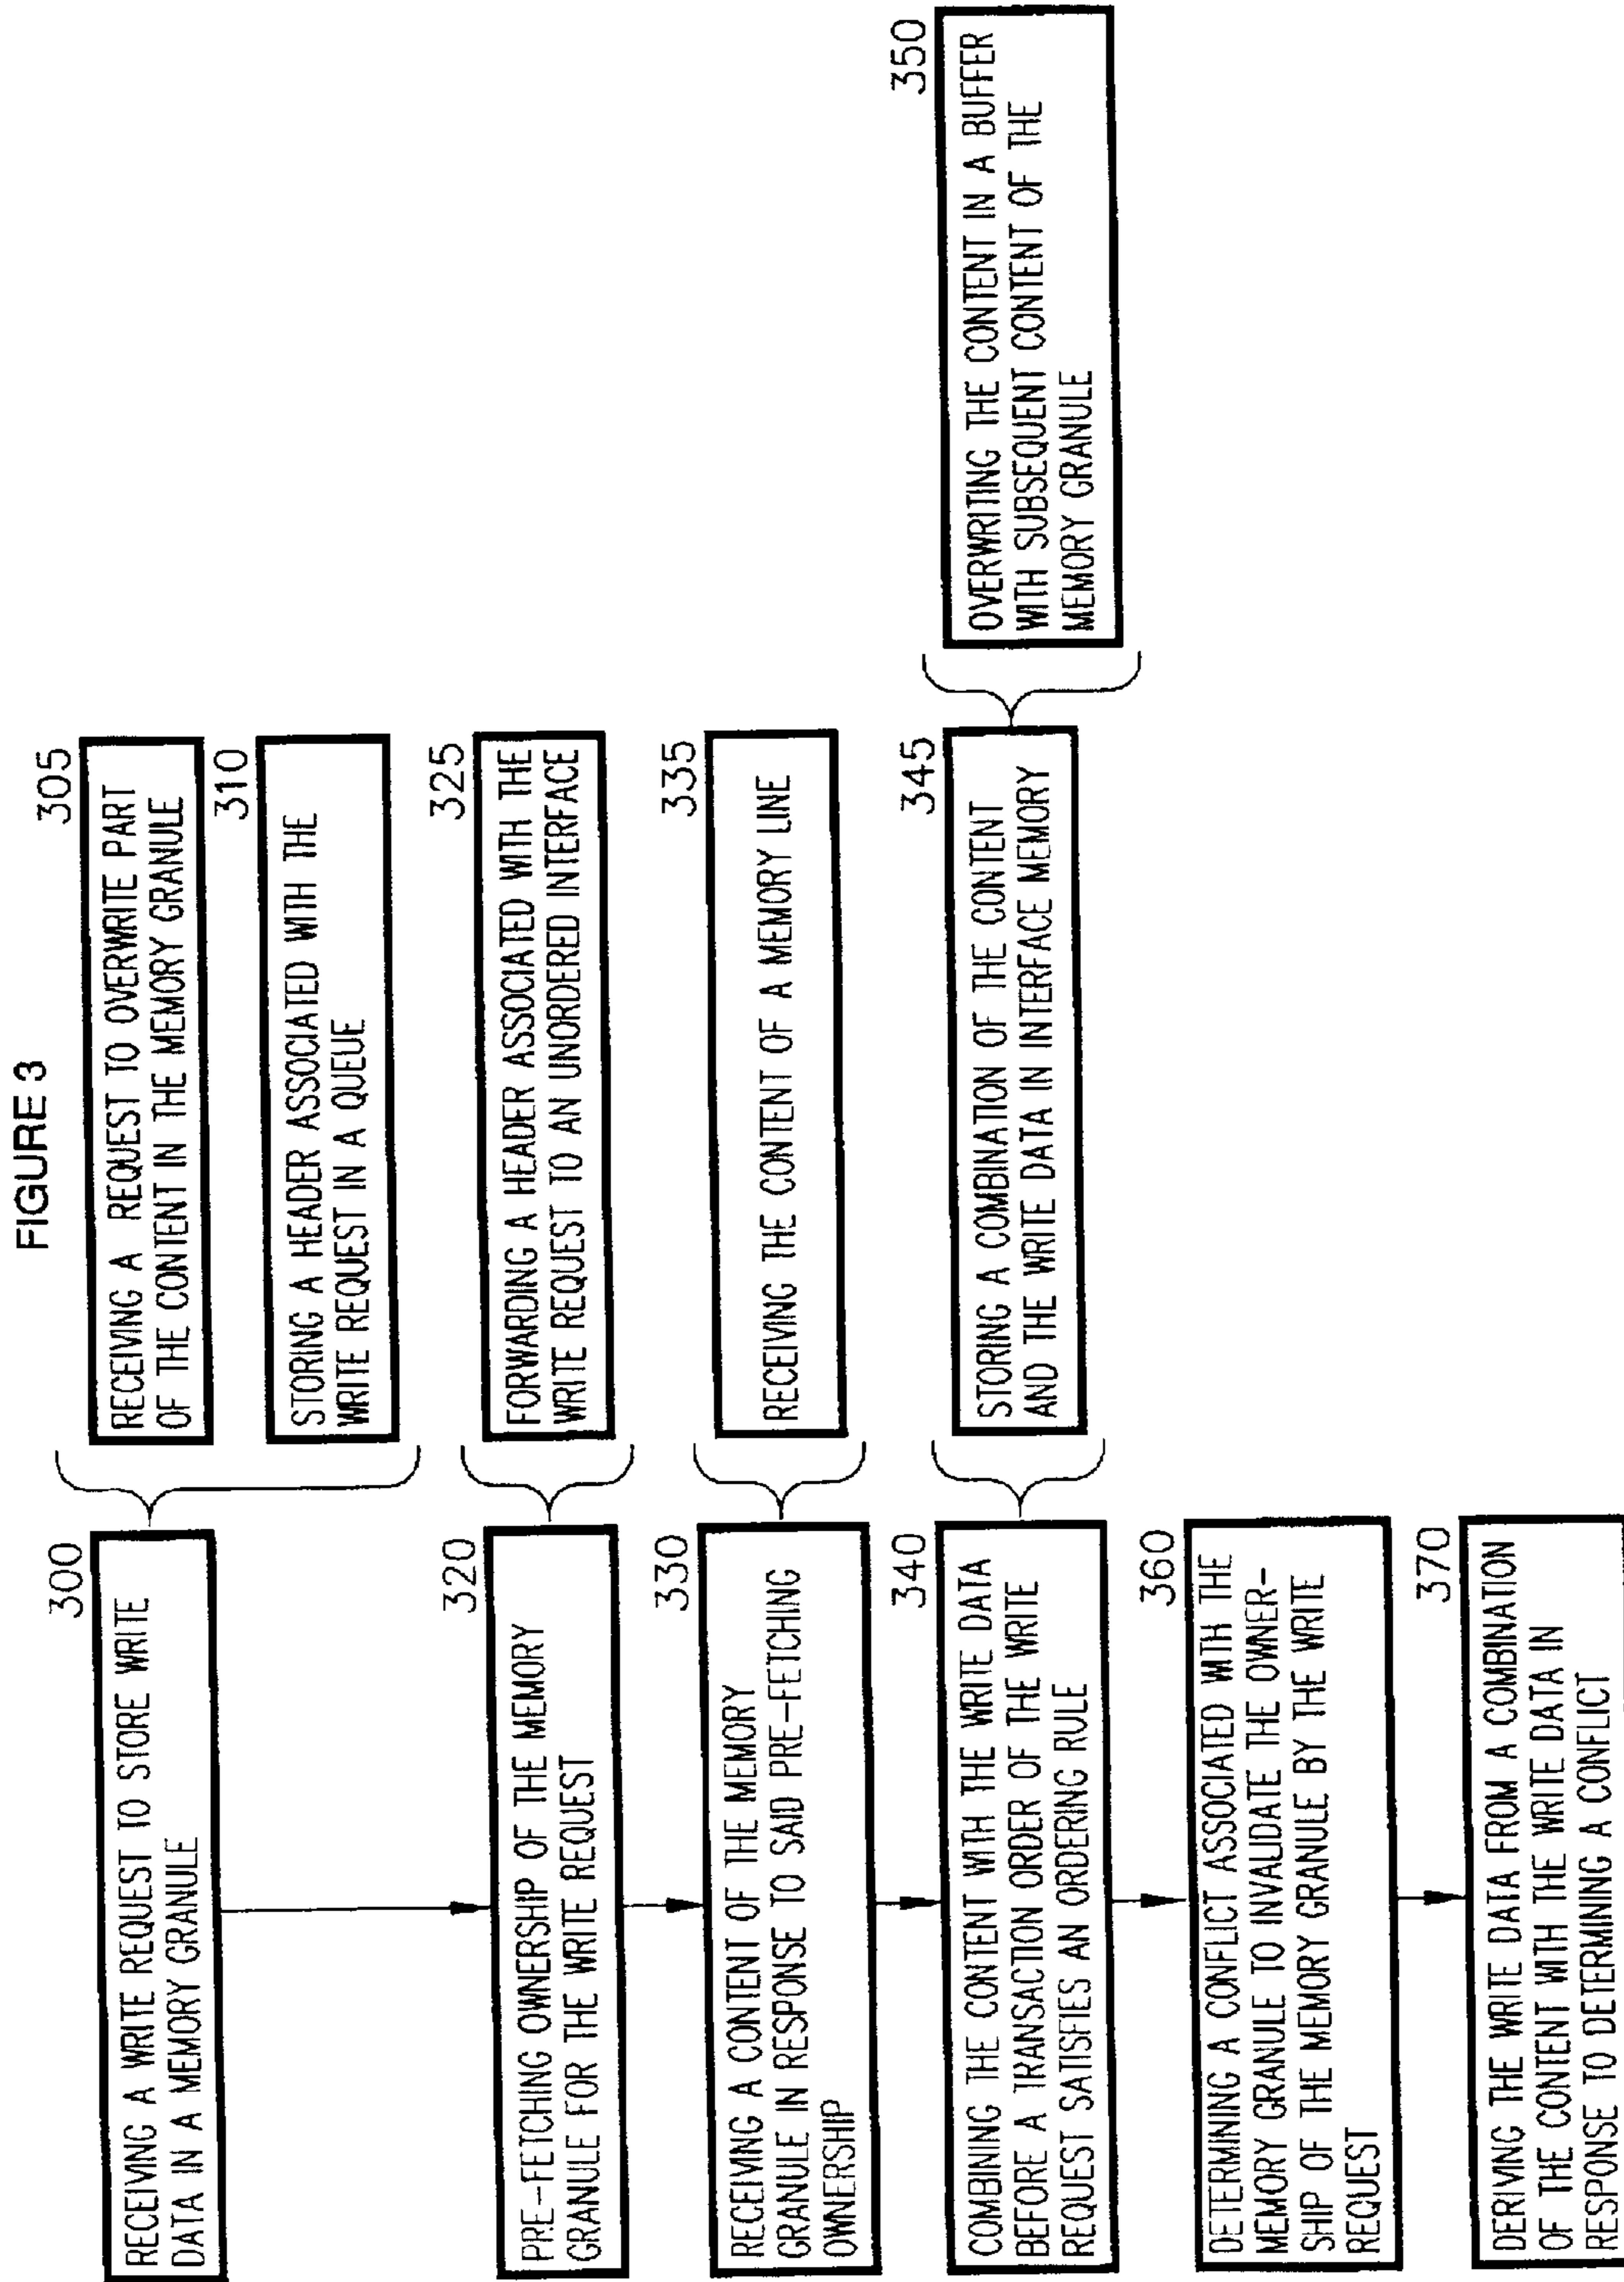 FIGURE 3
300
RECEIVING A WRITE REQUEST TO STORE WRITE
DATA IN A MEMORY GRANULE
305
RECEIVING A REQUEST TO OVERWRITE PART
OF THE CONTENT IN THE MEMORY GRANULE
310
STORING A HEADER ASSOCIATED WITH THE
WRITE REQUEST IN A QUEUE
320
PRE-FETCHING OWNERSHIP OF THE MEMORY
GRANULE FOR THE WRITE REQUEST
325
FORWARDING A HEADER ASSOCIATED WITH THE
WRITE REQUEST TO AN UNORDERED INTERFACE
330
RECEIVING A CONTENT OF THE MEMORY
GRANULE IN RESPONSE TO SAID PRE-FETCHING
OWNERSHIP
335
RECEIVING THE CONTENT OF A MEMORY LINE
340
COMBINING THE CONTENT WITH THE WRITE DATA
BEFORE A TRANSACTION ORDER OF THE WRITE
REQUEST SATISFIES AN ORDERING RULE
345
STORING A COMBINATION OF THE CONTENT
AND THE WRITE DATA IN INTERFACE MEMORY
350
OVERWRITING THE CONTENT IN A BUFFER
WITH SUBSEQUENT CONTENT OF THE
MEMORY GRANULE
360
DETERMINING A CONFLICT ASSOCIATED WITH THE
MEMORY GRANULE TO INVALIDATE THE OWNER-
SHIP OF THE MEMORY GRANULE BY THE WRITE
REQUEST
370
DERIVING THE WRITE DATA FROM A COMBINATION
OF THE CONTENT WITH THE WRITE DATA IN
RESPONSE TO DETERMINING A CONFLICT